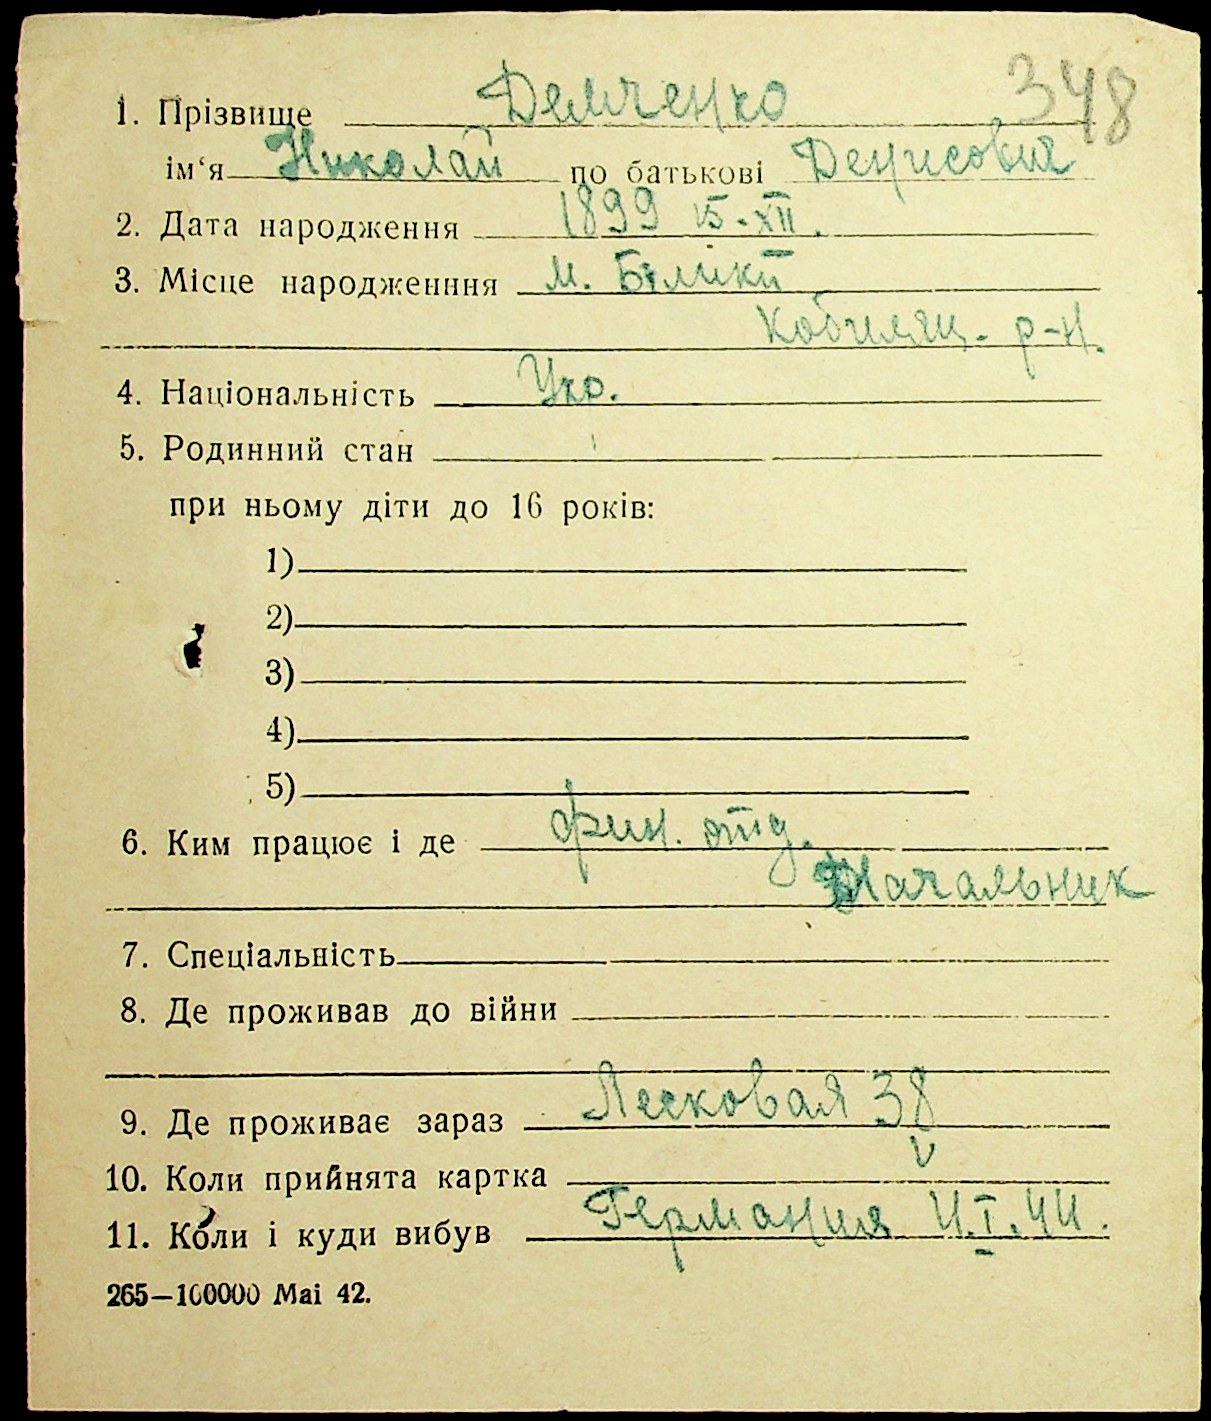 348
1. Прізвище Демченко
ім‘я Николай по батькові Денисовия
2. Дата народження 1899 15-XII.
3. Місце народженння м. Білики
Кобиляц- р-н.
4. Національність Укр.
5. Родинний стан
при ньому діти до 16 років:
1)
2)
3)
4)
5)
6. Ким працює і де фин. отд.
Начальник
7. Спеціальність
8. Де проживав до війни
9. Де проживає зараз Лесковая 38
10. Коли прийнята картка
11. Коли і куди вибув Германия 4.I.44.
265—100000 Mai 42.